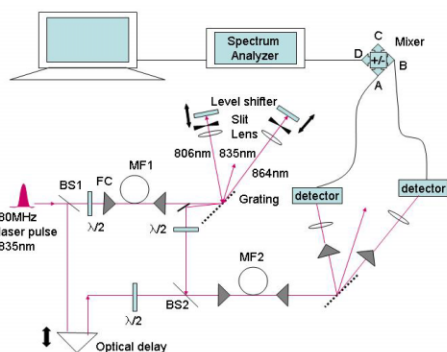 C
Spectrum
Analyzer
D
+/-
Mixer
B
A
Level shifter
Slit
Lens
806nm
835nm
864nm
FC
MF1
BS1
Grating
detector
detector
80MHz
laser pulse
835nm
λ/2
λ/2
MF2
λ/2
BS2
Optical delay